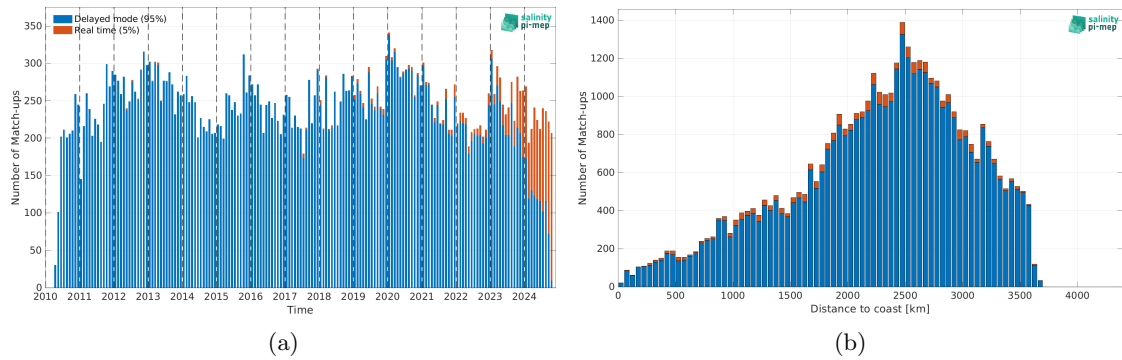 Delayed mode (95%)
Real time (5%)
salinity
pi-mep
350
300
250
200
150
100
50
0
Number of Match-ups
2010 2011 2012 2013 2014 2015 2016 2017 2018 2019 2020 2021 2022 2023 2024
Time
(a)
salinity
pi-mep
1400
1200
1000
800
600
400
200
0
Number of Match-ups
0 500 1000 1500 2000 2500 3000 3500 4000
Distance to coast [km]
(b)